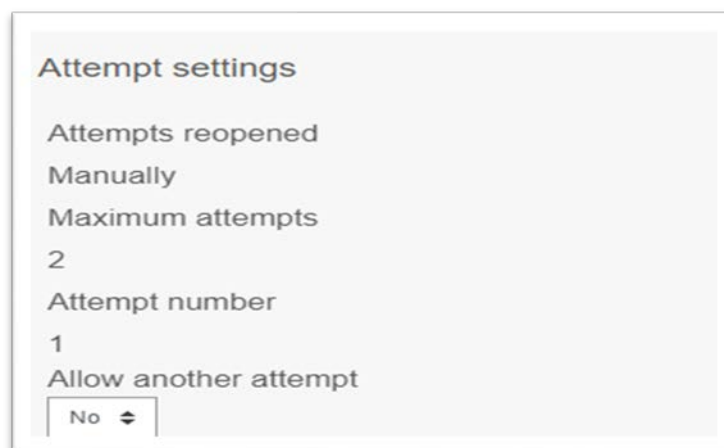 Attempt settings
Attempts reopened
Manually
Maximum attempts
2
Attempt number
1
Allow another attempt
No